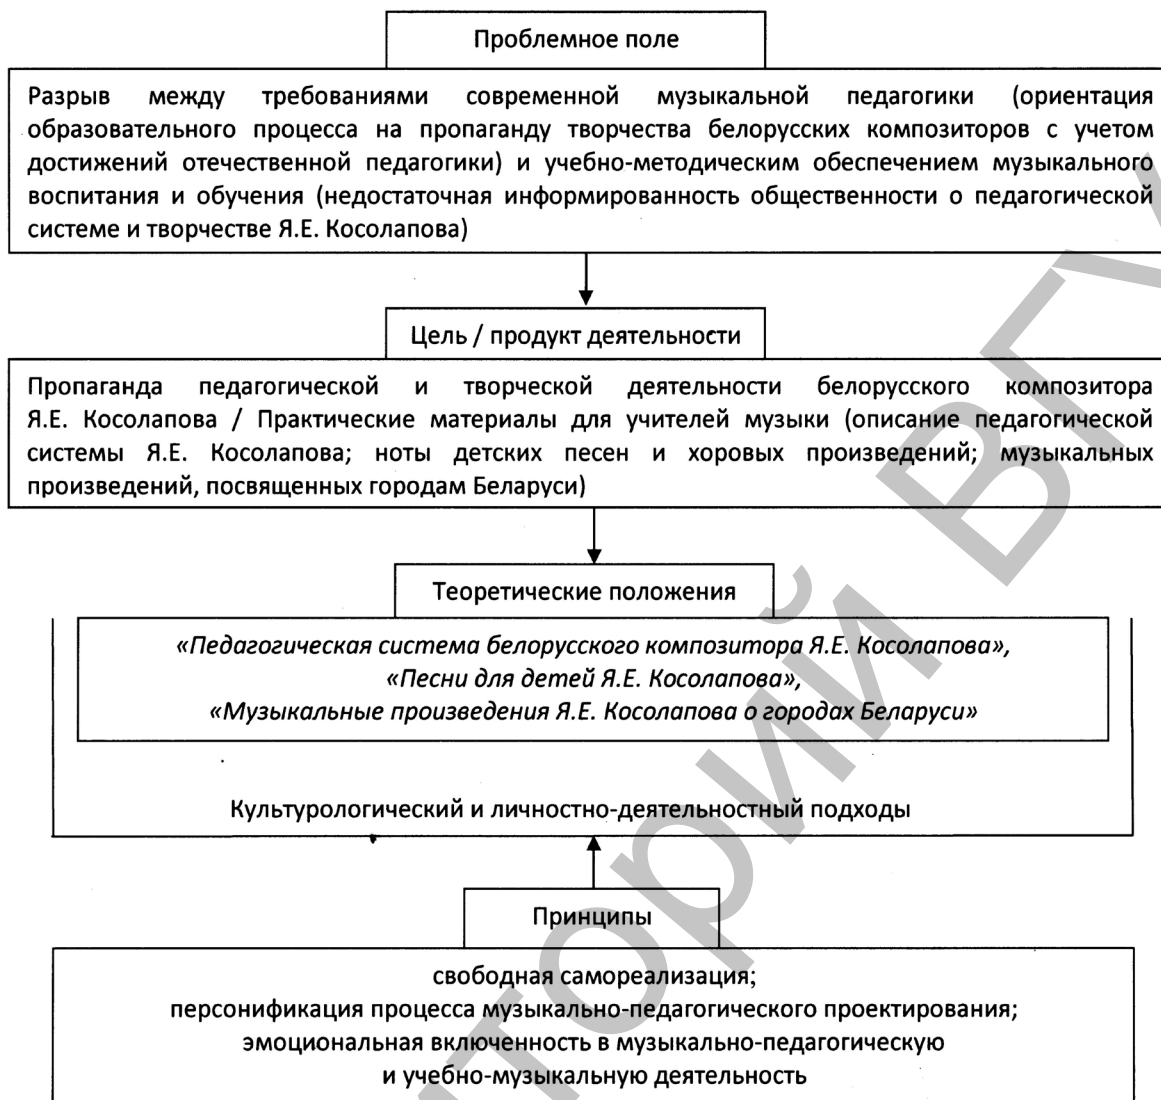 Проблемное поле
Разрыв между требованиями современной музыкальной педагогики (ориентация
образовательного процесса на пропаганду творчества белорусских композиторов с учетом
достижений отечественной педагогики) и учебно-методическим обеспечением музыкального
воспитания и обучения (недостаточная информированность общественности о педагогической
системе и творчестве Я.Е. Косолапова)
Цель / продукт деятельности
Пропаганда педагогической и творческой деятельности белорусского композитора
Я.Е. Косолапова / Практические материалы для учителей музыки (описание педагогической
системы Я.Е. Косолапова; ноты детских песен и хоровых произведений; музыкальных
произведений, посвященных городам Беларуси)
Теоретические положения
«Педагогическая система белорусского композитора Я.Е. Косолапова»,
«Песни для детей Я.Е. Косолапова»,
«Музыкальные произведения Я.Е. Косолапова о городах Беларуси»
Культурологический и личностно-деятельностный подходы
Принципы
свободная самореализация;
персонификация процесса музыкально-педагогического проектирования;
эмоциональная включенность в музыкально-педагогическую
и учебно-музыкальную деятельность